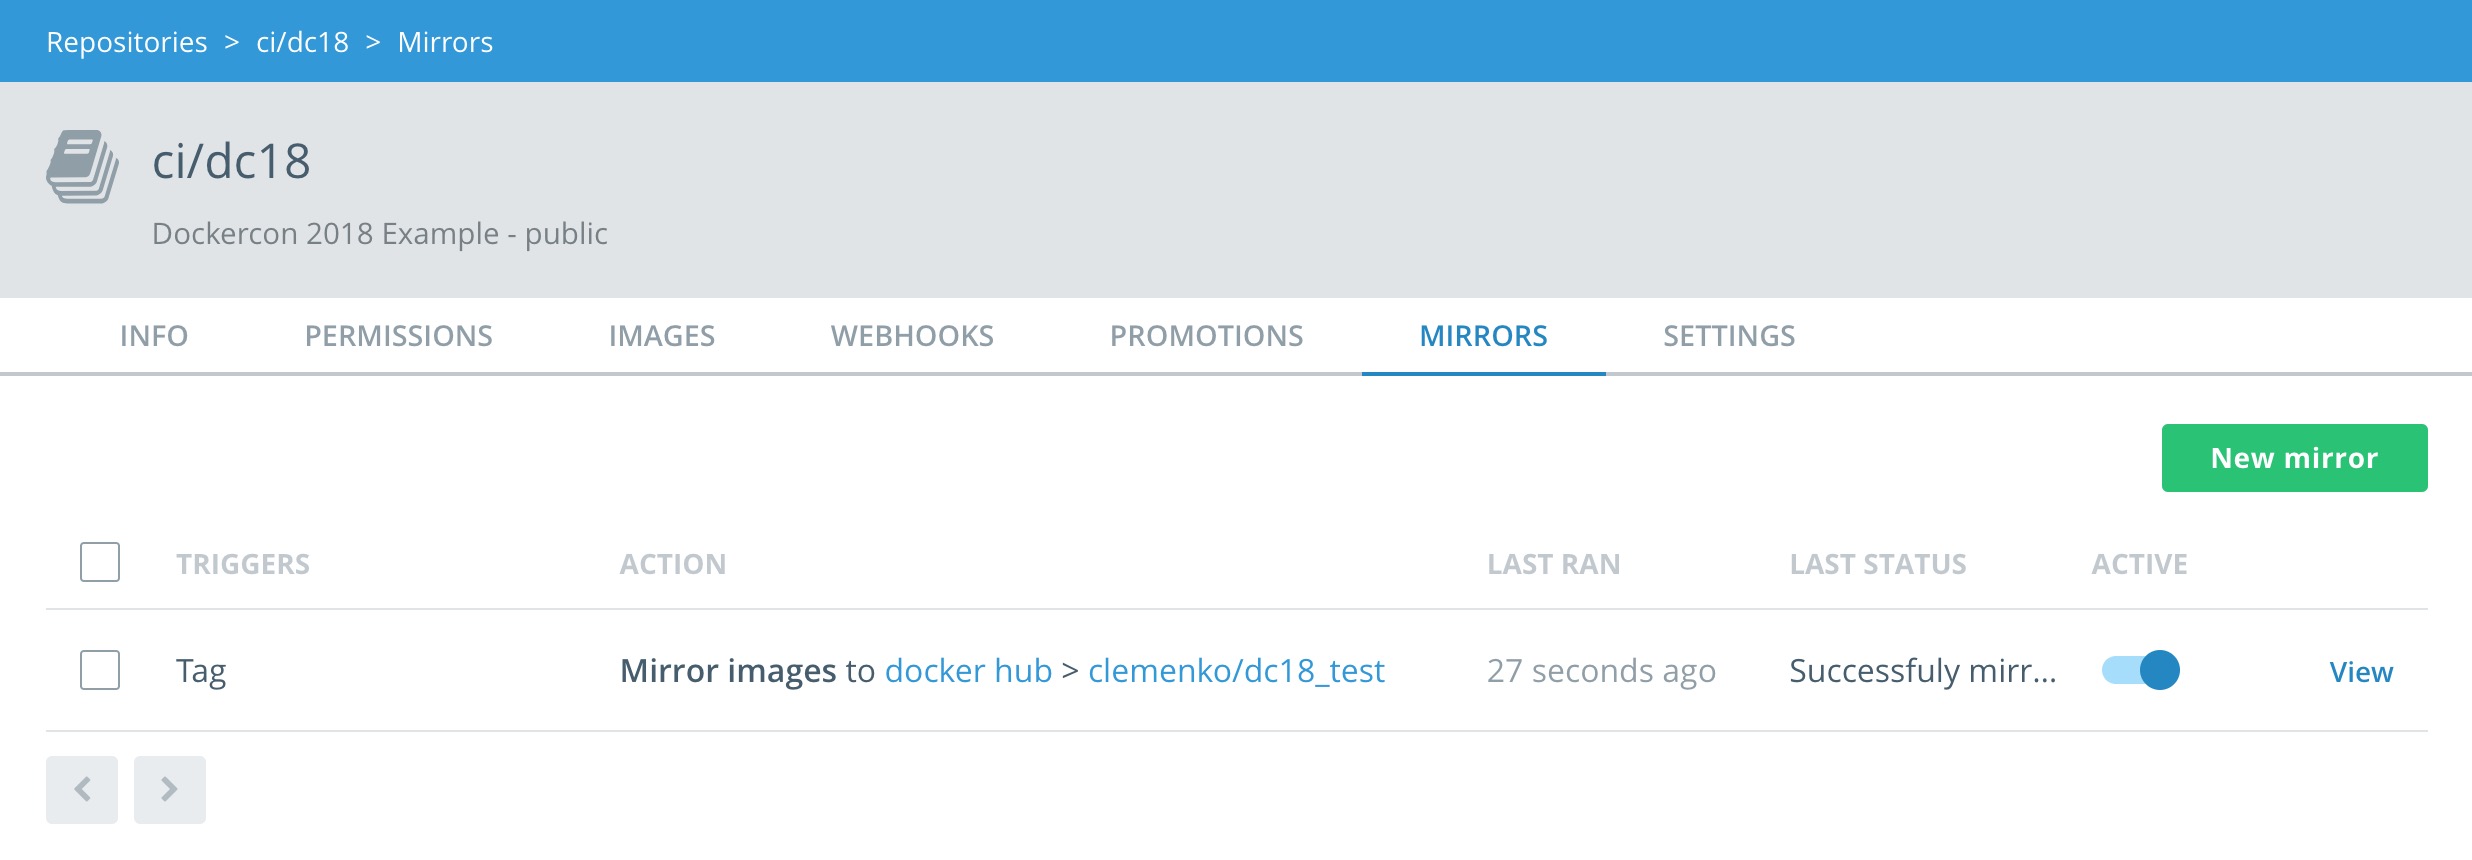 Repositories > ci/dc18 > Mirrors
ci/dc18
Dockercon 2018 Example - public
INFO PERMISSIONS IMAGES WEBHOOKS PROMOTIONS MIRRORS SETTINGS
New mirror
TRIGGERS ACTION LAST RAN LAST STATUS ACTIVE
Tag Mirror images to docker hub > clemenko/dc18_test 27 seconds ago Successfuly mirr... View